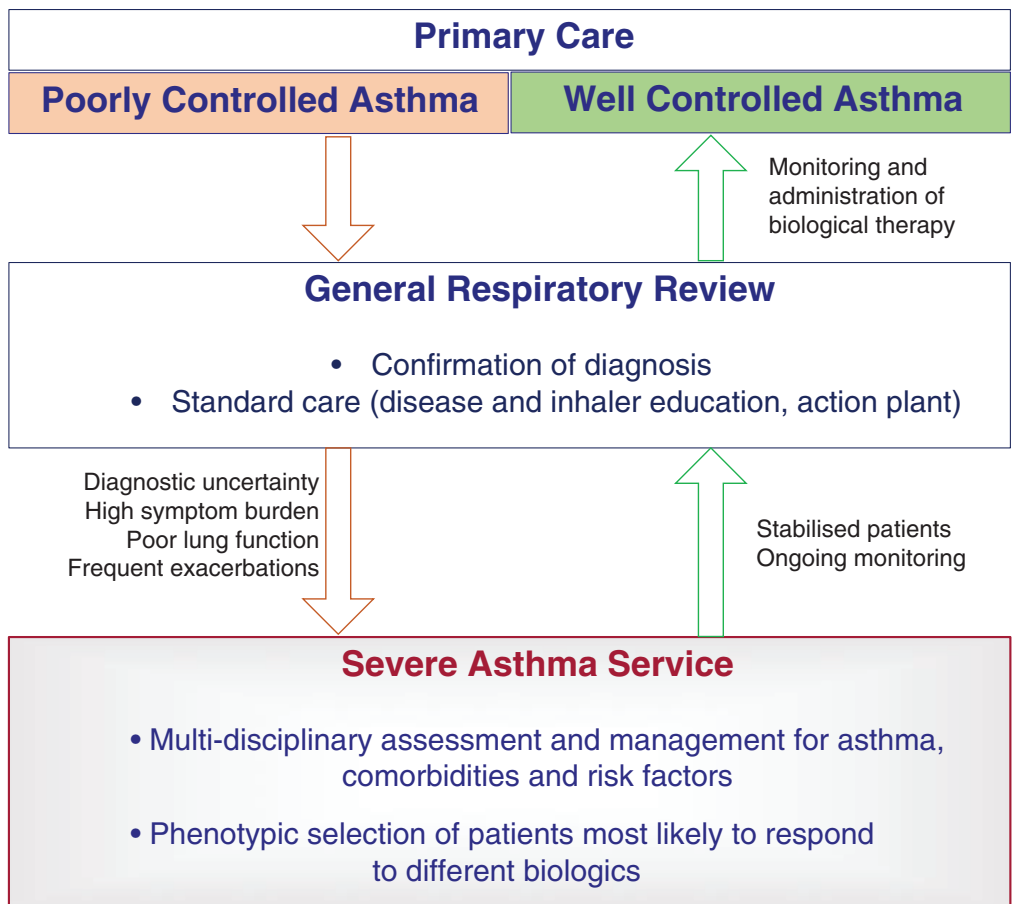 Primary Care
Poorly Controlled Asthma
Well Controlled Asthma
Monitoring and
administration of
biological therapy
General Respiratory Review
• Confirmation of diagnosis
• Standard care (disease and inhaler education, action plant)
Diagnostic uncertainty
High symptom burden
Poor lung function
Frequent exacerbations
Stabilised patients
Ongoing monitoring
Severe Asthma Service
• Multi-disciplinary assessment and management for asthma,
comorbidities and risk factors
• Phenotypic selection of patients most likely to respond
to different biologics